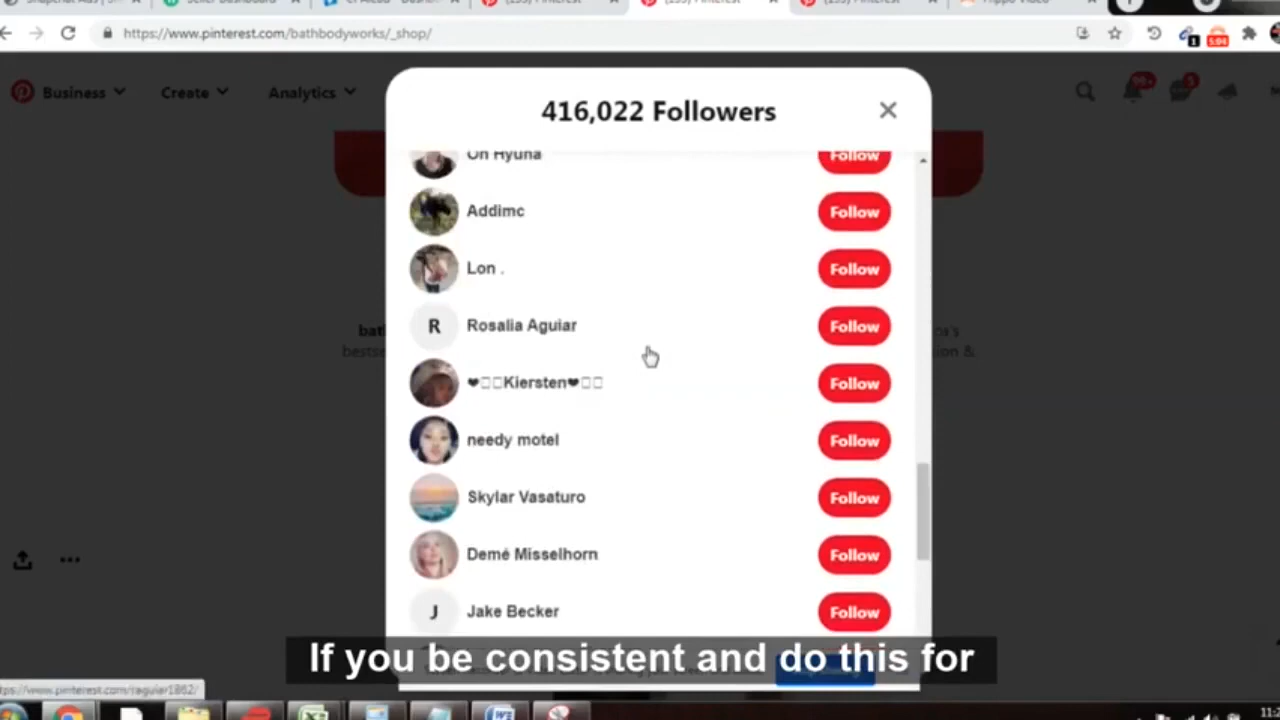 https://www.pinterest.com/bathbodyworks/_shop/
Business
Create
Analytics
416,022 Followers
Oh Hyuna
Follow
Addimc
Follow
Lon .
Follow
R
Rosalia Aguiar
Follow
❤□□Kiersten❤□□
Follow
needy motel
Follow
Skylar Vasaturo
Follow
Demé Misselhorn
Follow
J
Jake Becker
Follow
If you be consistent and do this for